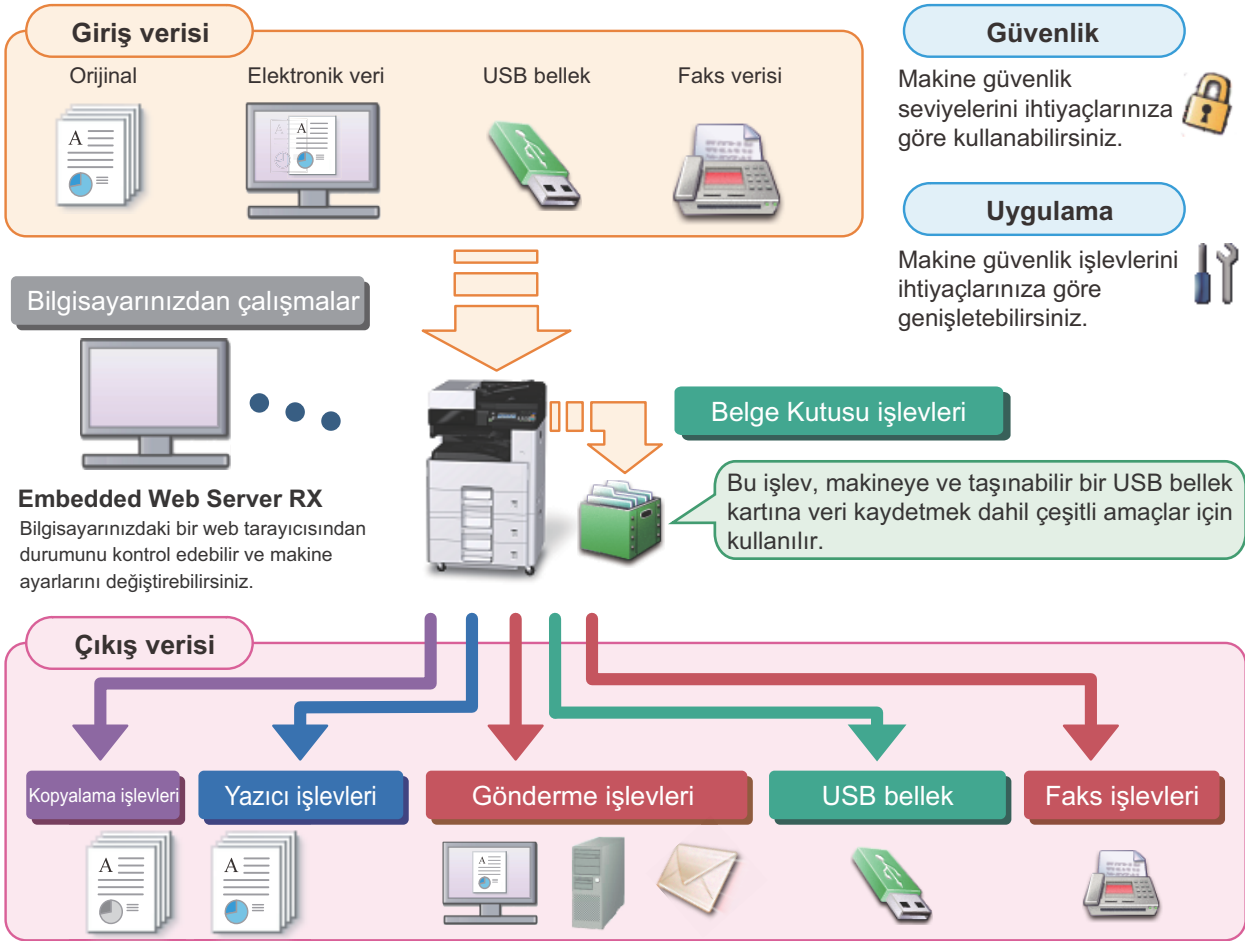 Giriş verisi
Orijinal
Elektronik veri
USB bellek
Faks verisi
Güvenlik
Makine güvenlik
seviyelerini ihtiyaçlarınıza
göre kullanabilirsiniz.
Uygulama
Makine güvenlik işlevlerini
ihtiyaçlarınıza göre
genişletebilirsiniz.
Bilgisayarınızdan çalışmalar
Embedded Web Server RX
Bilgisayarınızdaki bir web tarayıcısından
durumunu kontrol edebilir ve makine
ayarlarını değiştirebilirsiniz.
Belge Kutusu işlevleri
Bu işlev, makineye ve taşınabilir bir USB bellek
kartına veri kaydetmek dahil çeşitli amaçlar için
kullanılır.
Çıkış verisi
Kopyalama işlevleri
Yazıcı işlevleri
Gönderme işlevleri
USB bellek
Faks işlevleri